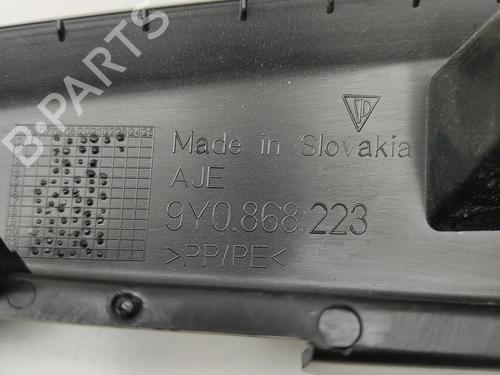 B-PARTS
Made in Slovakia
AJE
9Y0.868.223
>PP/PE<